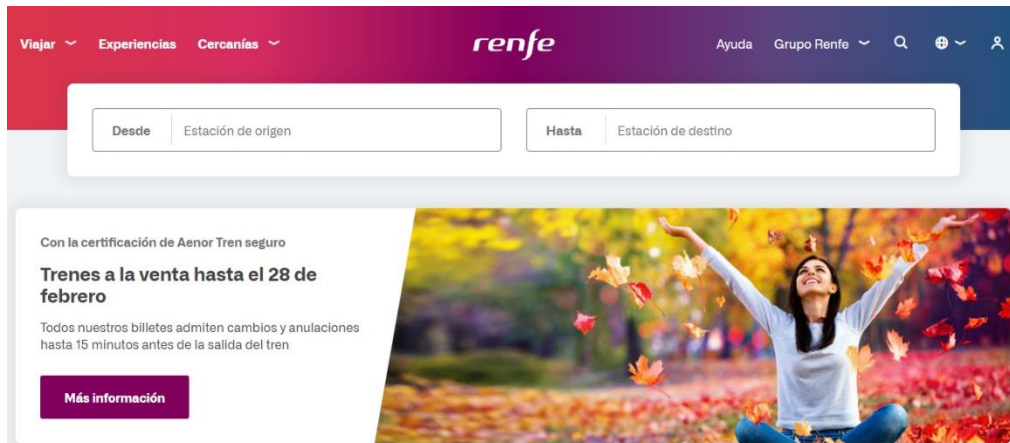 Viajar Experiencias Cercanías renfe Ayuda Grupo Renfe
Desde Estación de origen Hasta Estación de destino
Con la certificación de Aenor Tren seguro
Trenes a la venta hasta el 28 de
febrero
Todos nuestros billetes admiten cambios y anulaciones
hasta 15 minutos antes de la salida del tren
Más información